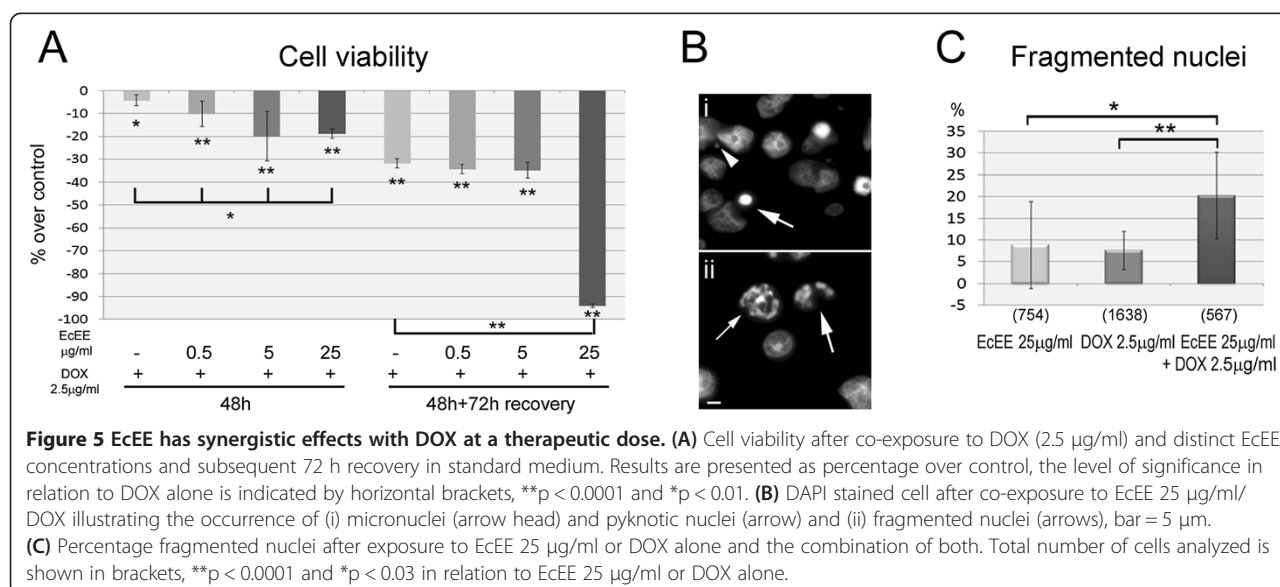 A
Cell viability
% over control
0
-10
-20
-30
-40
-50
-60
-70
-80
-90
-100
*
**
**
**
*
**
**
**
**
**
EcEE
µg/ml
- 0.5 5 25 - 0.5 5 25
DOX
2.5µg/ml
+ + + + + + + +
48h 48h+72h recovery
B
i
ii
C
Fragmented nuclei
%
35
30
25
20
15
10
5
0
-5
*
**
(754) (1638) (567)
EcEE 25µg/ml DOX 2.5µg/ml EcEE 25µg/ml
+ DOX 2.5µg/ml
Figure 5 EcEE has synergistic effects with DOX at a therapeutic dose. (A) Cell viability after co-exposure to DOX (2.5 μg/ml) and distinct EcEE
concentrations and subsequent 72 h recovery in standard medium. Results are presented as percentage over control, the level of significance in
relation to DOX alone is indicated by horizontal brackets, **p < 0.0001 and *p < 0.01. (B) DAPI stained cell after co-exposure to EcEE 25 μg/ml/
DOX illustrating the occurrence of (i) micronuclei (arrow head) and pyknotic nuclei (arrow) and (ii) fragmented nuclei (arrows), bar = 5 μm.
(C) Percentage fragmented nuclei after exposure to EcEE 25 μg/ml or DOX alone and the combination of both. Total number of cells analyzed is
shown in brackets, **p < 0.0001 and *p < 0.03 in relation to EcEE 25 μg/ml or DOX alone.